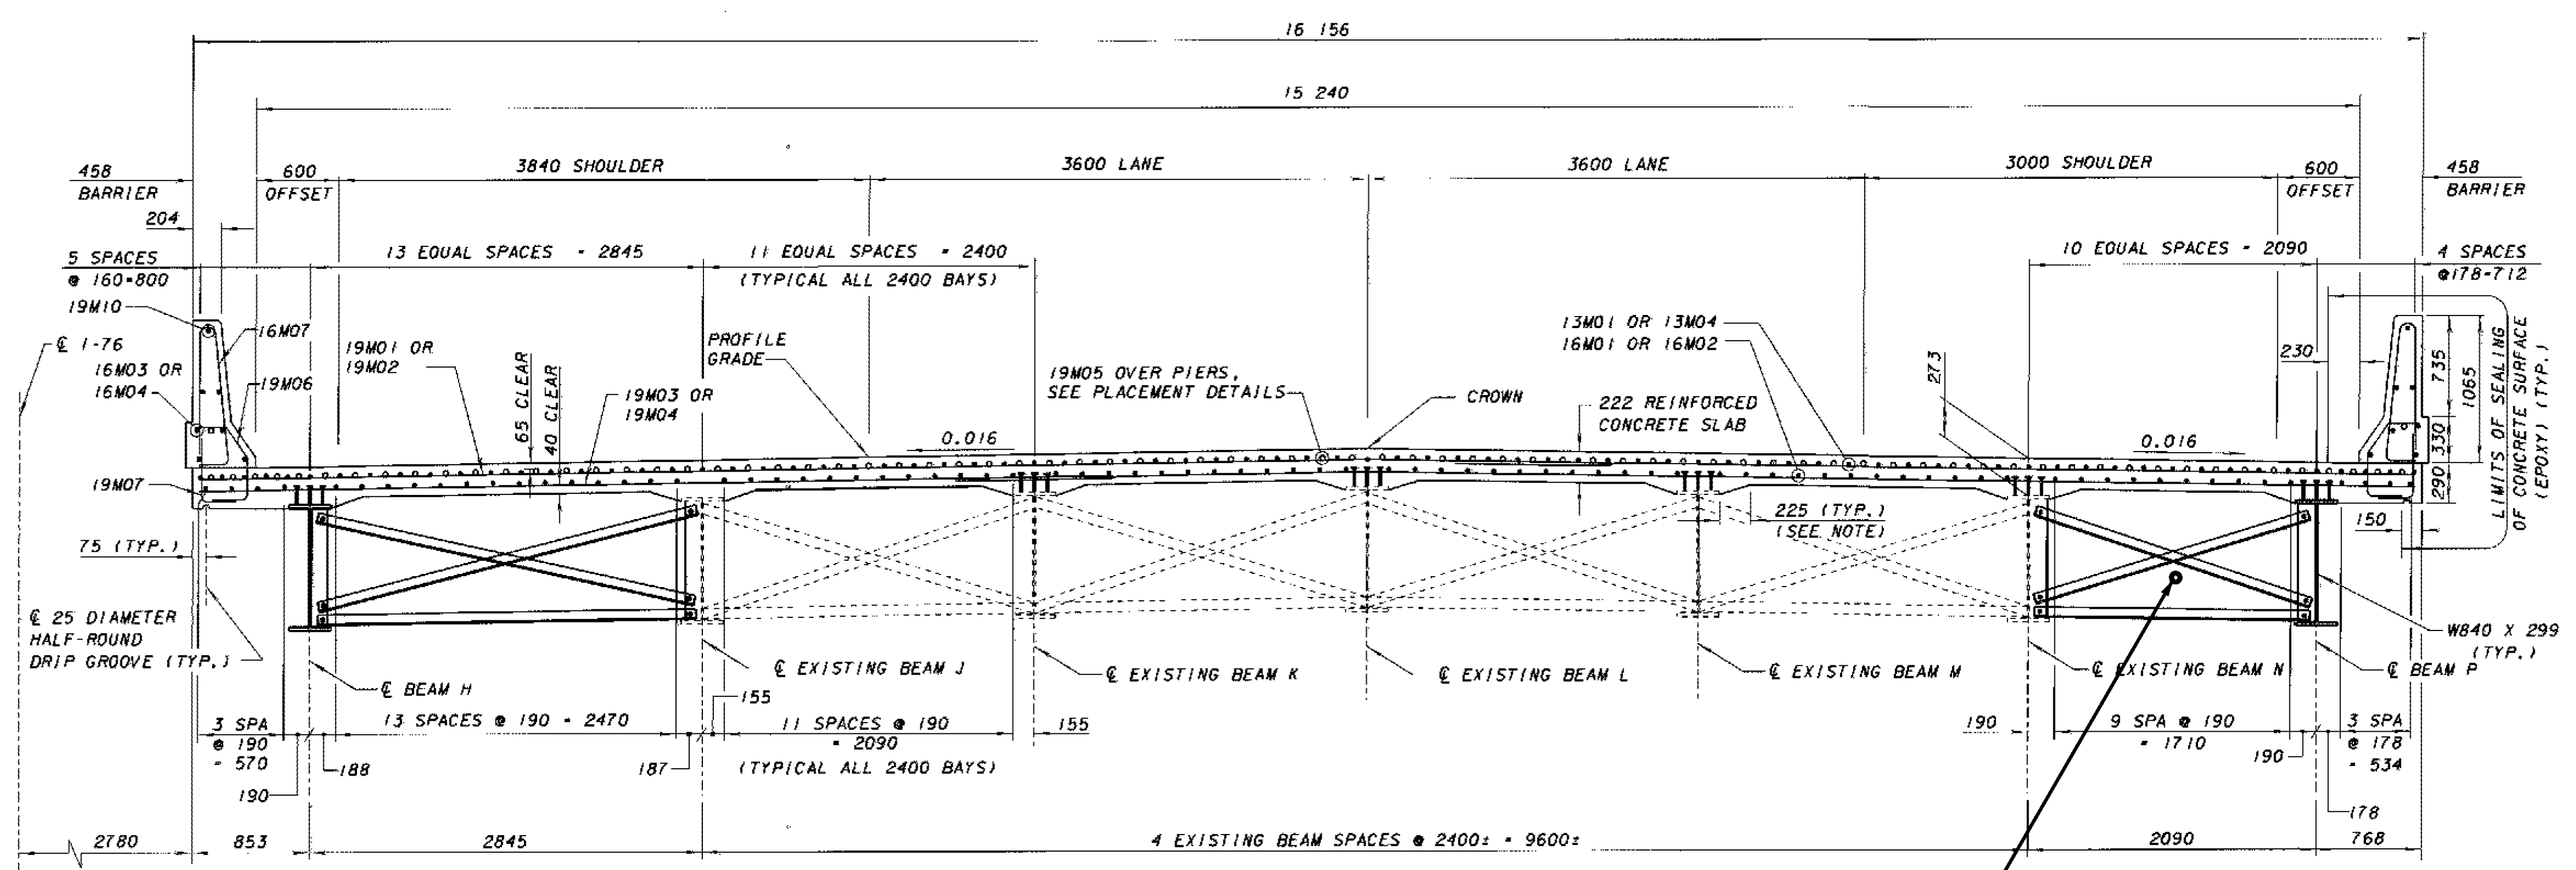 16 156
15 240
458
BARRIER
600
OFFSET
3840 SHOULDER
3600 LANE
3600 LANE
3000 SHOULDER
600
OFFSET
458
BARRIER
204
5 SPACES
@ 160=800
13 EQUAL SPACES = 2845
11 EQUAL SPACES = 2400
(TYPICAL ALL 2400 BAYS)
10 EQUAL SPACES = 2090
4 SPACES
@178=712
19M10
16M07
℄ I-76
16M03 OR
16M04
19M06
19M01 OR
19M02
65 CLEAR
40 CLEAR
19M03 OR
19M04
PROFILE
GRADE
19M05 OVER PIERS,
SEE PLACEMENT DETAILS
CROWN
222 REINFORCED
CONCRETE SLAB
13M01 OR 13M04
16M01 OR 16M02
273
230
735
1065
330
290
LIMITS OF SEALING
OF CONCRETE SURFACE
(EPOXY) (TYP.)
0.016
0.016
19M07
75 (TYP.)
225 (TYP.)
(SEE NOTE)
150
℄ 25 DIAMETER
HALF-ROUND
DRIP GROOVE (TYP.)
W840 X 299
(TYP.)
℄ BEAM H
℄ EXISTING BEAM J
℄ EXISTING BEAM K
℄ EXISTING BEAM L
℄ EXISTING BEAM M
℄ EXISTING BEAM N
℄ BEAM P
3 SPA
@ 190
= 570
190
188
13 SPACES @ 190 = 2470
187
155
11 SPACES @ 190
= 2090
(TYPICAL ALL 2400 BAYS)
155
190
9 SPA @ 190
= 1710
190
3 SPA
@ 178
= 534
178
2780
853
2845
4 EXISTING BEAM SPACES @ 2400± = 9600±
2090
768